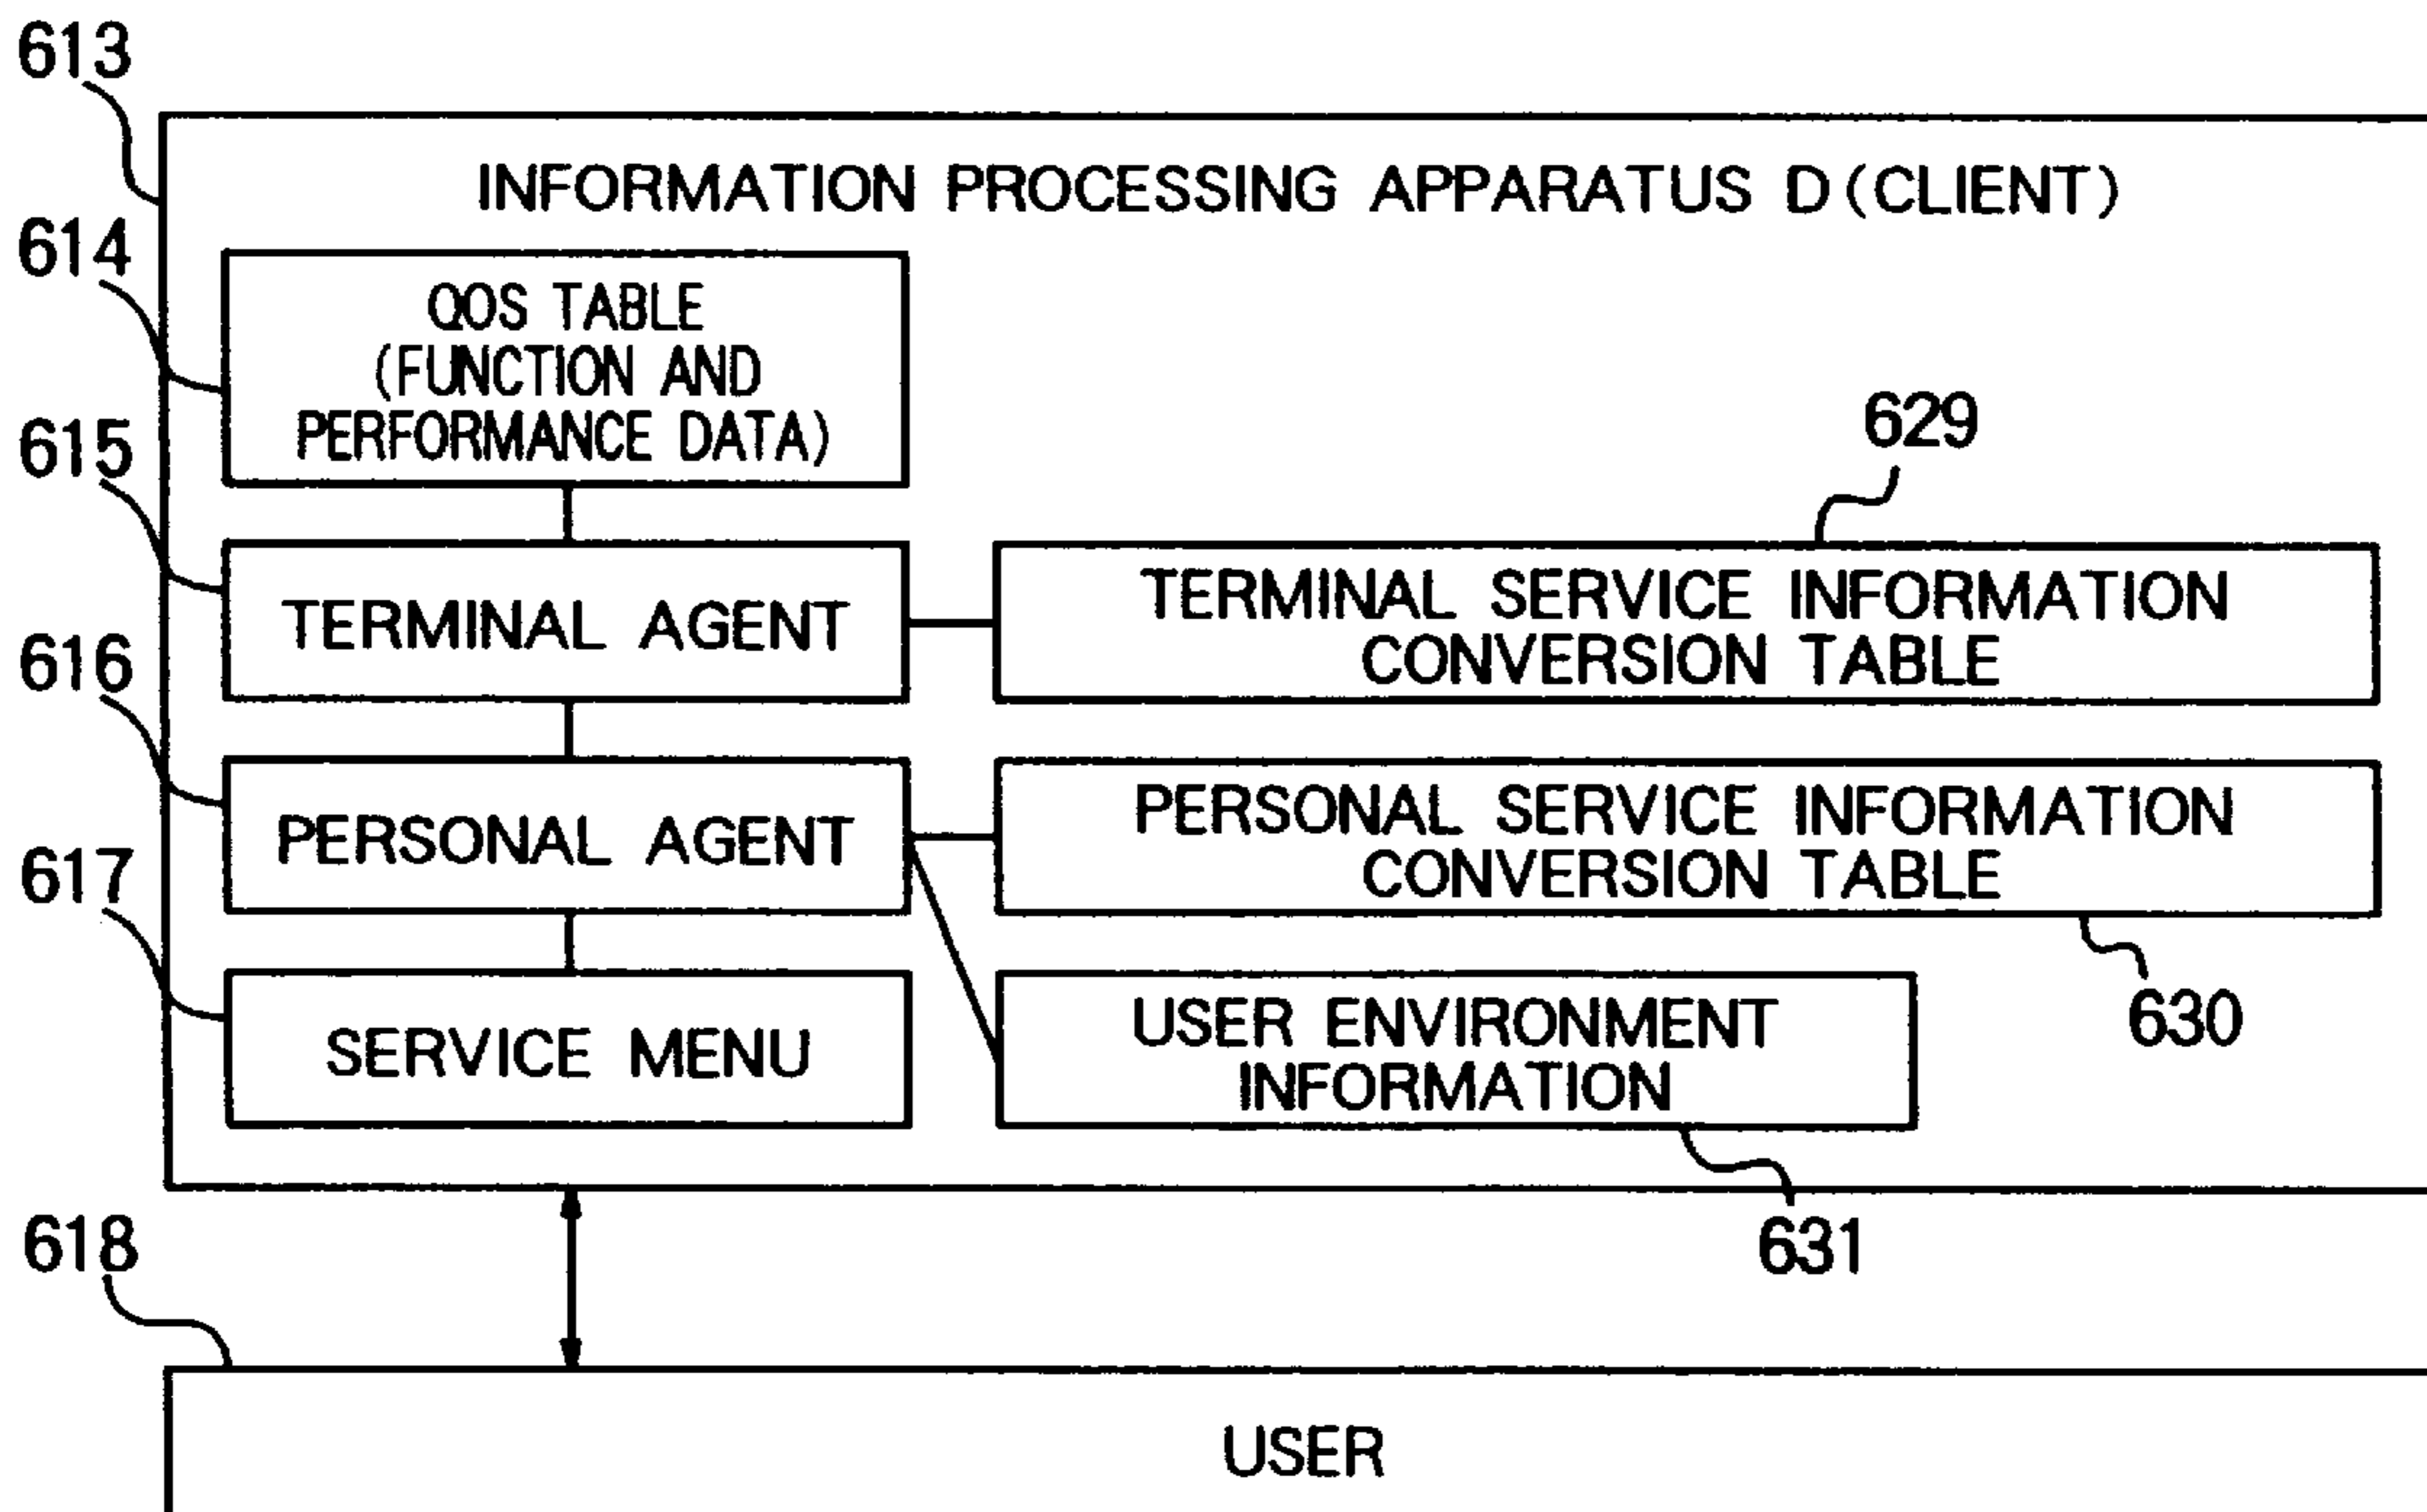 613
INFORMATION PROCESSING APPARATUS D (CLIENT)
614
QOS TABLE
(FUNCTION AND
PERFORMANCE DATA)
615
629
TERMINAL AGENT
TERMINAL SERVICE INFORMATION
CONVERSION TABLE
616
PERSONAL AGENT
PERSONAL SERVICE INFORMATION
CONVERSION TABLE
617
630
SERVICE MENU
USER ENVIRONMENT
INFORMATION
631
618
USER